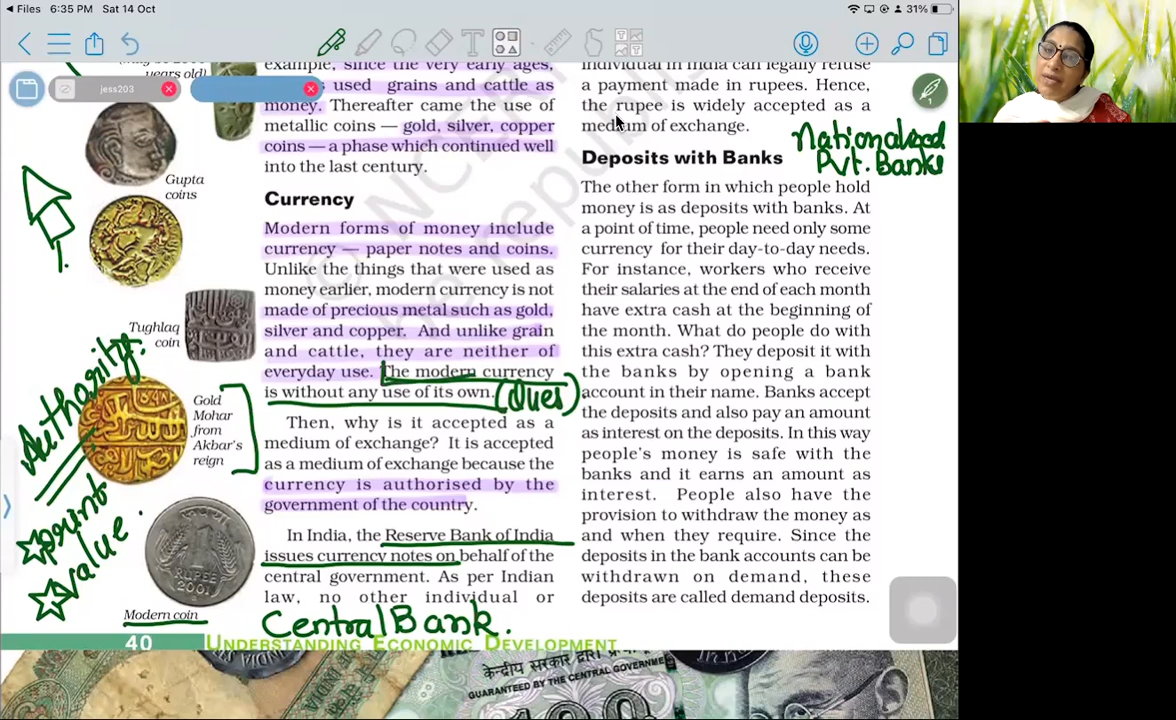 Files 6:35 PM Sat 14 Oct
31%
jess203
1
years old)
Gupta
coins
Tughlaq
coin
Gold
Mohar
from
Akbar's
reign
Authority.
print
value
1
RUPEE
2001
Modern coin
example, since the very early ages,
used grains and cattle as
money. Thereafter came the use of
metallic coins — gold, silver, copper
coins — a phase which continued well
into the last century.
Currency
Modern forms of money include
currency — paper notes and coins.
Unlike the things that were used as
money earlier, modern currency is not
made of precious metal such as gold,
silver and copper. And unlike grain
and cattle, they are neither of
everyday use. The modern currency
is without any use of its own. (Ques)
Then, why is it accepted as a
medium of exchange? It is accepted
as a medium of exchange because the
currency is authorised by the
government of the country.
In India, the Reserve Bank of India
issues currency notes on behalf of the
central government. As per Indian
law, no other individual or
Central Bank.
individual in India can legally refuse
a payment made in rupees. Hence,
the rupee is widely accepted as a
medium of exchange.
Nationalized
Pvt. Banks
Deposits with Banks
The other form in which people hold
money is as deposits with banks. At
a point of time, people need only some
currency for their day-to-day needs.
For instance, workers who receive
their salaries at the end of each month
have extra cash at the beginning of
the month. What do people do with
this extra cash? They deposit it with
the banks by opening a bank
account in their name. Banks accept
the deposits and also pay an amount
as interest on the deposits. In this way
people's money is safe with the
banks and it earns an amount as
interest. People also have the
provision to withdraw the money as
and when they require. Since the
deposits in the bank accounts can be
withdrawn on demand, these
deposits are called demand deposits.
40 UNDERSTANDING ECONOMIC DEVELOPMENT
केन्द्रीय सरकार द्वारा
GUARANTEED BY THE CENTRAL GOVERNME